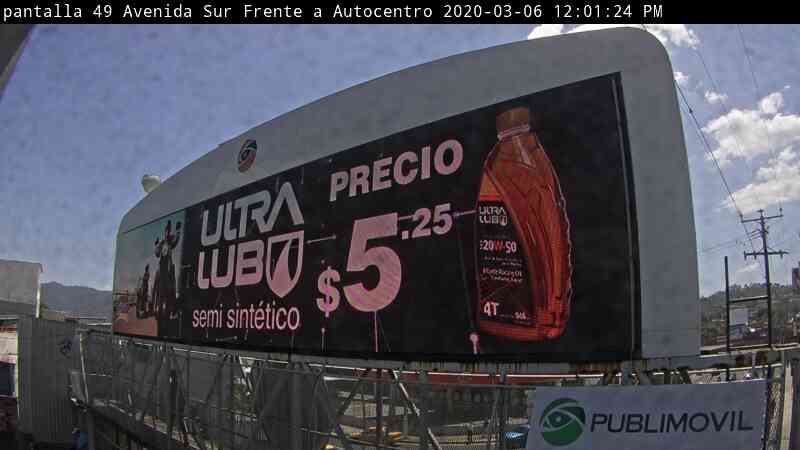 pantalla 49 Avenida Sur Frente a Autocentro 2020-03-06 12:01:24 PM
PRECIO
ULTRA
LUB
semi sintético
$5.25
ULTRA
LUB
20W-50
4T
PUBLIMOVIL